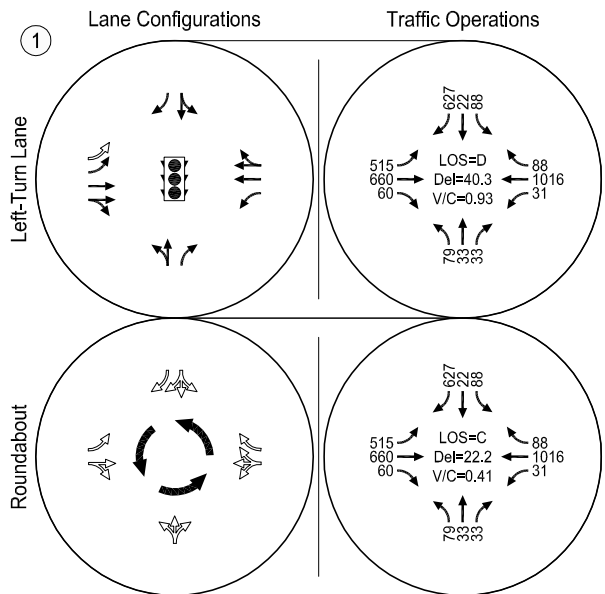 Lane Configurations
Traffic Operations
1
Left-Turn Lane
627
22
88
515
660
60
LOS=D
Del=40.3
V/C=0.93
88
1016
31
79
33
33
Roundabout
627
22
88
515
660
60
LOS=C
Del=22.2
V/C=0.41
88
1016
31
79
33
33